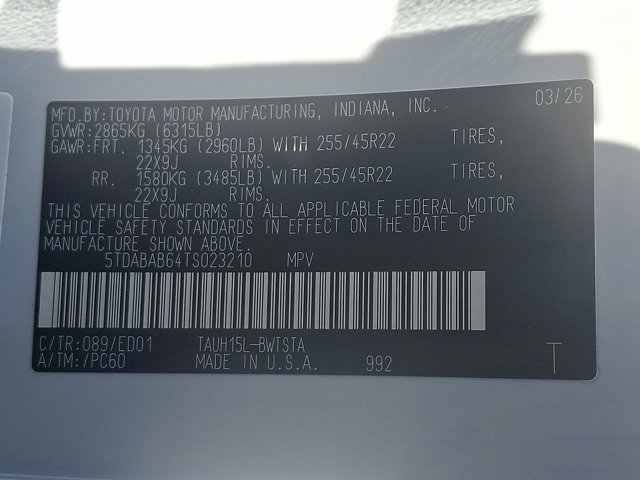 MFD.BY:TOYOTA MOTOR MANUFACTURING, INDIANA, INC. 03/26
GVWR:2865KG (6315LB)
GAWR:FRT. 1345KG (2960LB) WITH 255/45R22 TIRES,
22X9J RIMS.
RR. 1580KG (3485LB) WITH 255/45R22 TIRES,
22X9J RIMS.
THIS VEHICLE CONFORMS TO ALL APPLICABLE FEDERAL MOTOR
VEHICLE SAFETY STANDARDS IN EFFECT ON THE DATE OF
MANUFACTURE SHOWN ABOVE.
5TDABAB64TS023210 MPV
C/TR:089/ED01 TAUH15L-BWTSTA
A/TM:/PC60 MADE IN U.S.A. 992 T